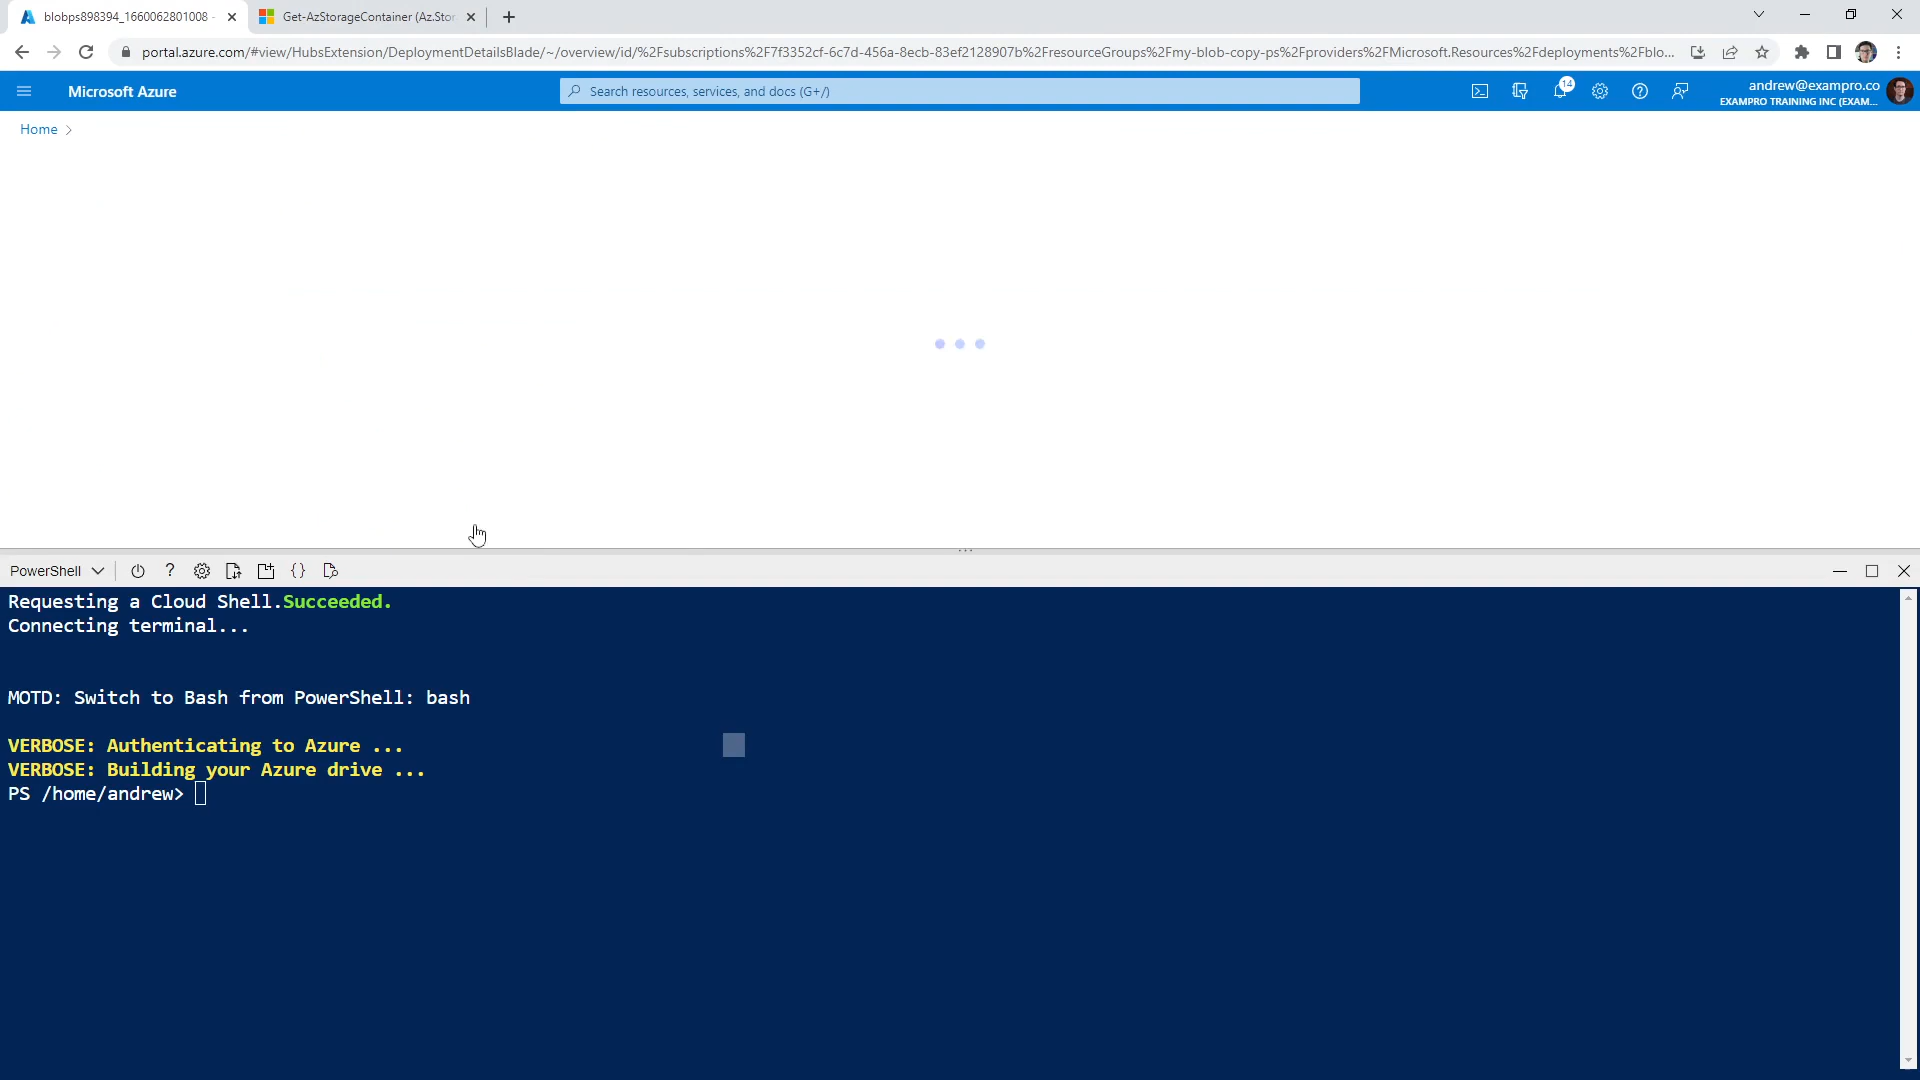 blobps898394_1660062801008 -
Get-AzStorageContainer (Az.Stor
portal.azure.com/#view/HubsExtension/DeploymentDetailsBlade/~/overview/id/%2Fsubscriptions%2F7f3352cf-6c7d-456a-8ecb-83ef2128907b%2FresourceGroups%2Fmy-blob-copy-ps%2Fproviders%2FMicrosoft.Resources%2Fdeployments%2Fblo...
Microsoft Azure
Search resources, services, and docs (G+/)
14
andrew@exampro.co
EXAMPRO TRAINING INC (EXAM...
Home >
PowerShell
Requesting a Cloud Shell.Succeeded.
Connecting terminal...
MOTD: Switch to Bash from PowerShell: bash
VERBOSE: Authenticating to Azure ...
VERBOSE: Building your Azure drive ...
PS /home/andrew>